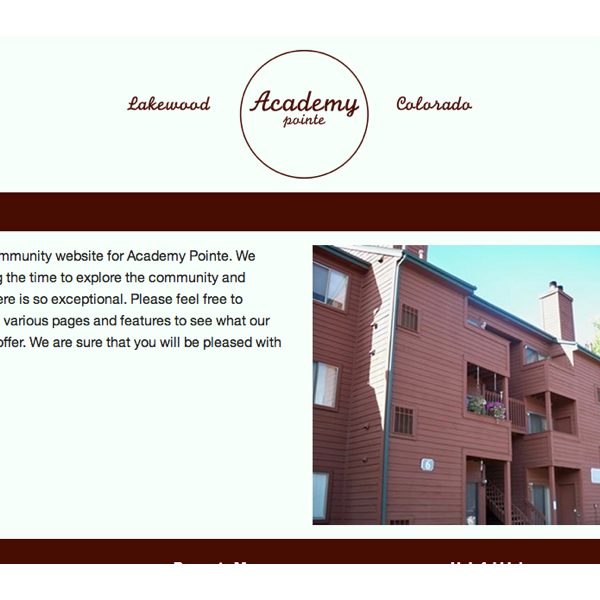 Lakewood
Academy
pointe
Colorado
mmunity website for Academy Pointe. We
g the time to explore the community and
ere is so exceptional. Please feel free to
various pages and features to see what our
offer. We are sure that you will be pleased with
6